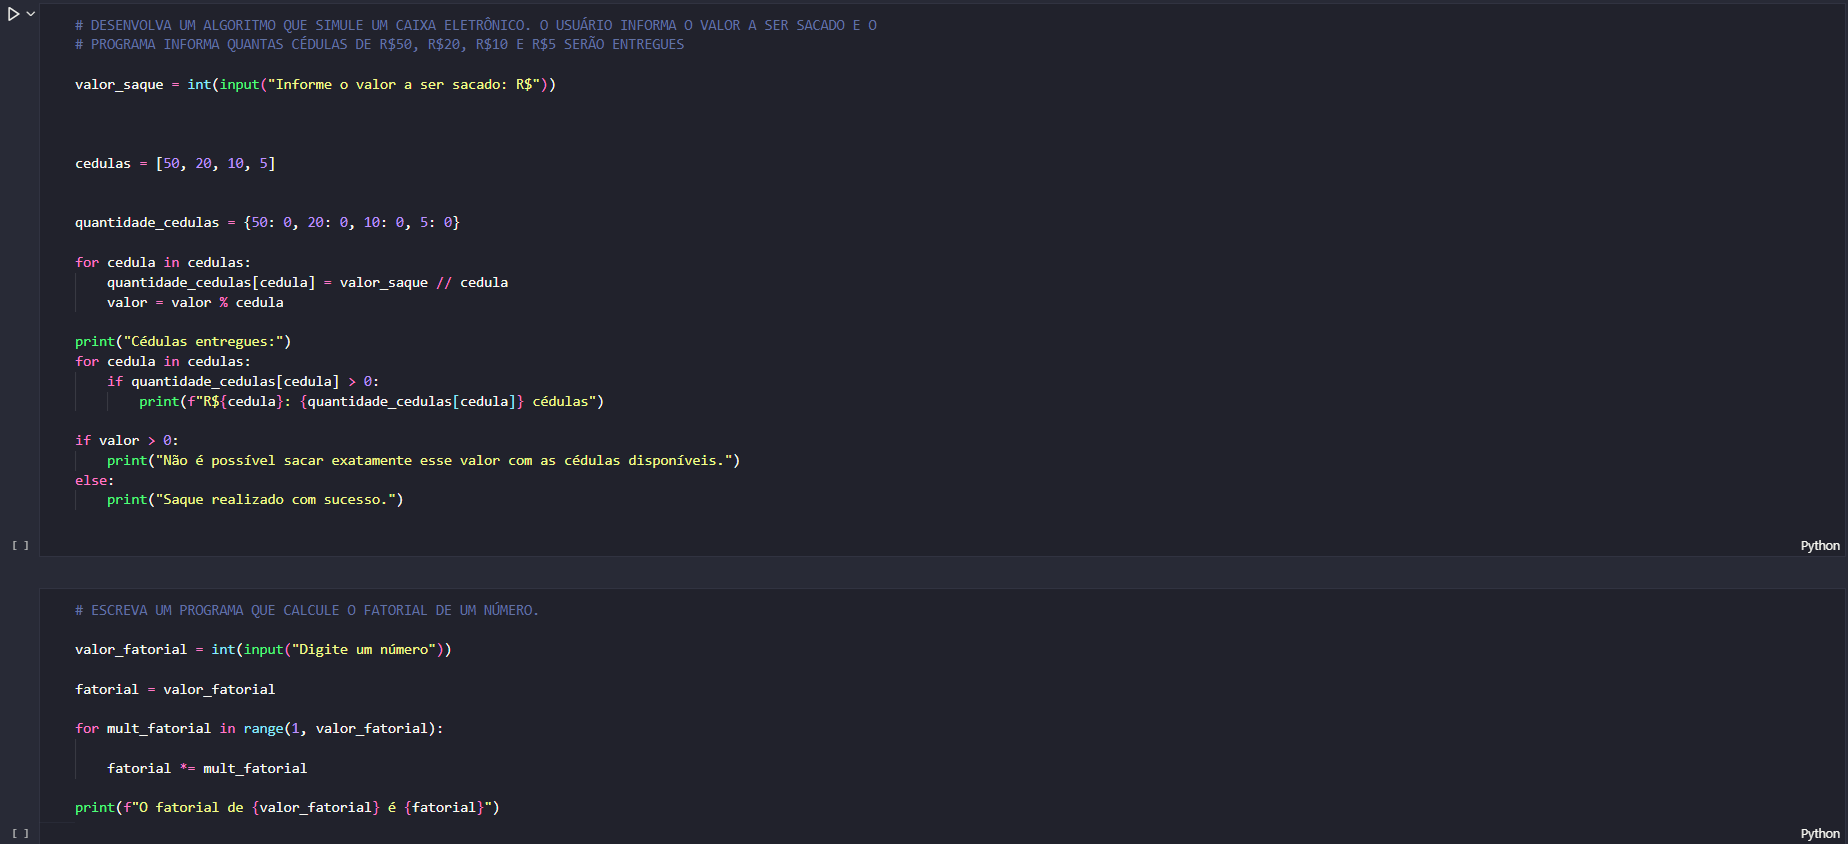 # DESENVOLVA UM ALGORITMO QUE SIMULE UM CAIXA ELETRÔNICO. O USUÁRIO INFORMA O VALOR A SER SACADO E O
# PROGRAMA INFORMA QUANTAS CÉDULAS DE R$50, R$20, R$10 E R$5 SERÃO ENTREGUES
valor_saque = int(input("Informe o valor a ser sacado: R$"))
cedulas = [50, 20, 10, 5]
quantidade_cedulas = {50: 0, 20: 0, 10: 0, 5: 0}
for cedula in cedulas:
    quantidade_cedulas[cedula] = valor_saque // cedula
    valor = valor % cedula
print("Cédulas entregues:")
for cedula in cedulas:
    if quantidade_cedulas[cedula] > 0:
        print(f"R${cedula}: {quantidade_cedulas[cedula]} cédulas")
if valor > 0:
    print("Não é possível sacar exatamente esse valor com as cédulas disponíveis.")
else:
    print("Saque realizado com sucesso.")
[ ]
Python
# ESCREVA UM PROGRAMA QUE CALCULE O FATORIAL DE UM NÚMERO.
valor_fatorial = int(input("Digite um número"))
fatorial = valor_fatorial
for mult_fatorial in range(1, valor_fatorial):
    fatorial *= mult_fatorial
print(f"O fatorial de {valor_fatorial} é {fatorial}")
[ ]
Python